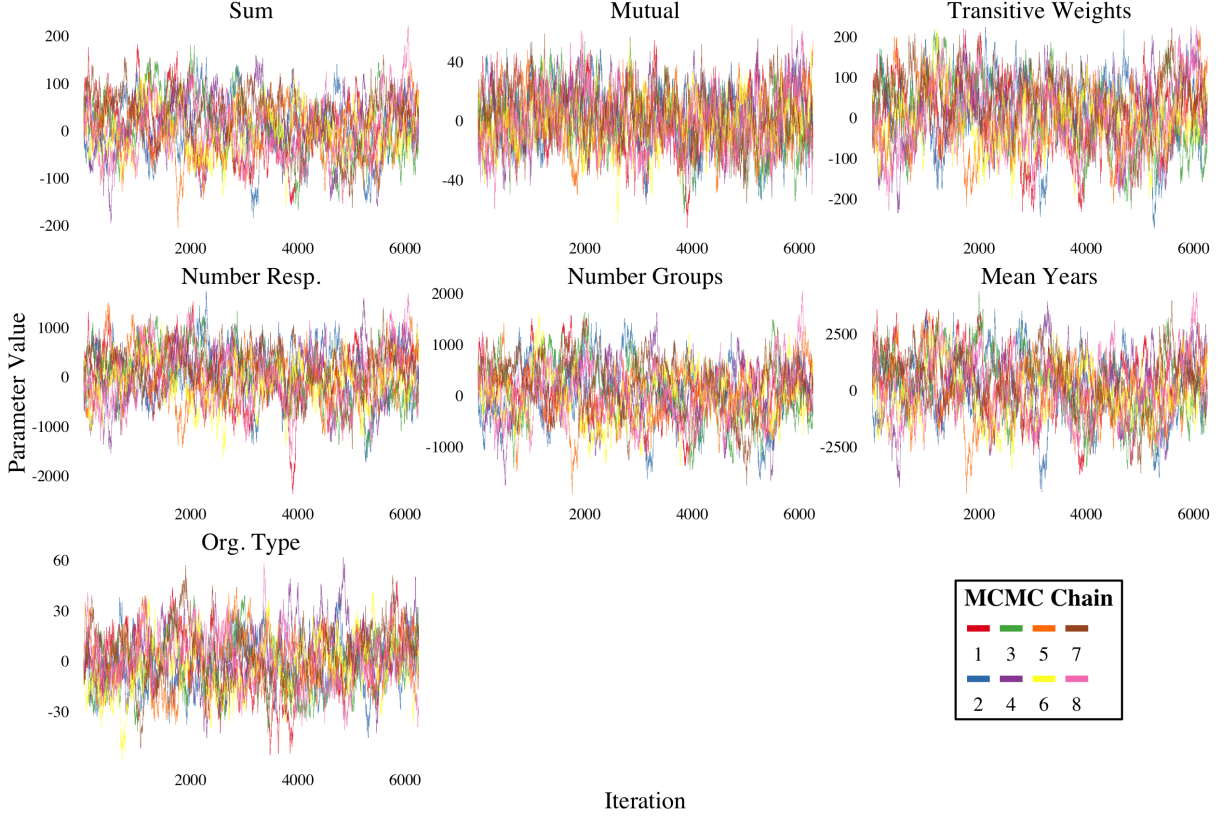 Sum
Mutual
Transitive Weights
200
100
0
-100
-200
40
0
-40
200
100
0
-100
-200
2000 4000 6000
2000 4000 6000
2000 4000 6000
Number Resp.
Number Groups
Mean Years
Parameter Value
1000
0
-1000
-2000
2000
1000
0
-1000
2500
0
-2500
2000 4000 6000
2000 4000 6000
2000 4000 6000
Org. Type
60
30
0
-30
2000 4000 6000
MCMC Chain
1 3 5 7
2 4 6 8
Iteration